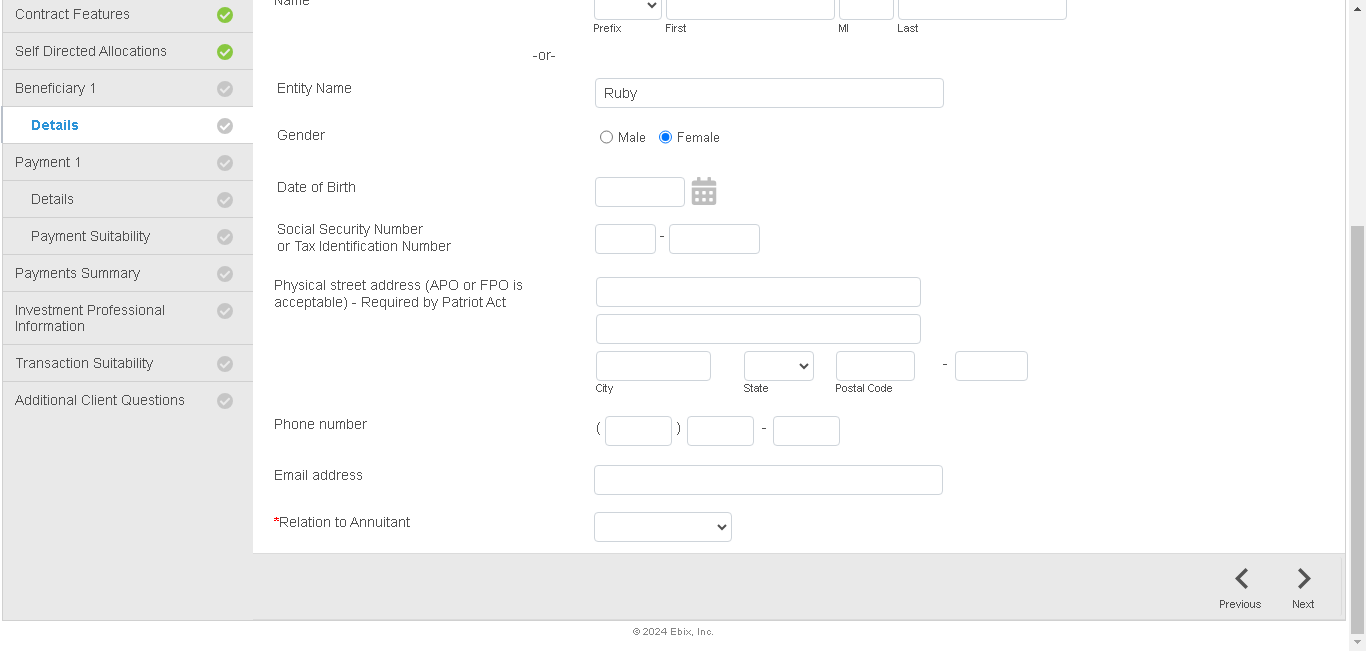 Contract Features
Self Directed Allocations
Beneficiary 1
Details
Payment 1
Details
Payment Suitability
Payments Summary
Investment Professional
Information
Transaction Suitability
Additional Client Questions
Name
Prefix First MI Last
-or-
Entity Name Ruby
Gender Male Female
Date of Birth
Social Security Number
or Tax Identification Number -
Physical street address (APO or FPO is
acceptable) - Required by Patriot Act
-
City State Postal Code
Phone number ( ) -
Email address
*Relation to Annuitant
Previous Next
© 2024 Ebix, Inc.